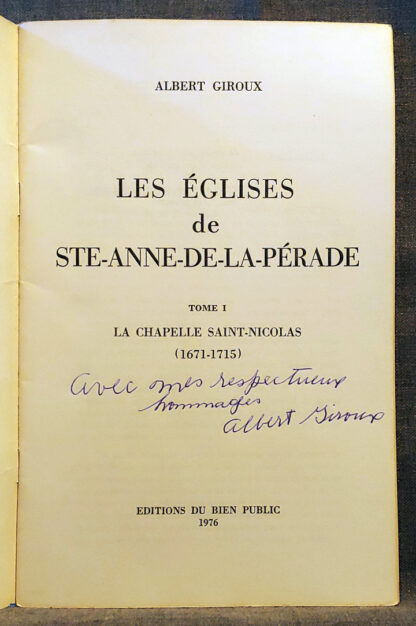 ALBERT GIROUX
LES ÉGLISES
de
STE-ANNE-DE-LA-PÉRADE
TOME I
LA CHAPELLE SAINT-NICOLAS
(1671-1715)
Avec mes respectueux
hommages
Albert Giroux
EDITIONS DU BIEN PUBLIC
1976